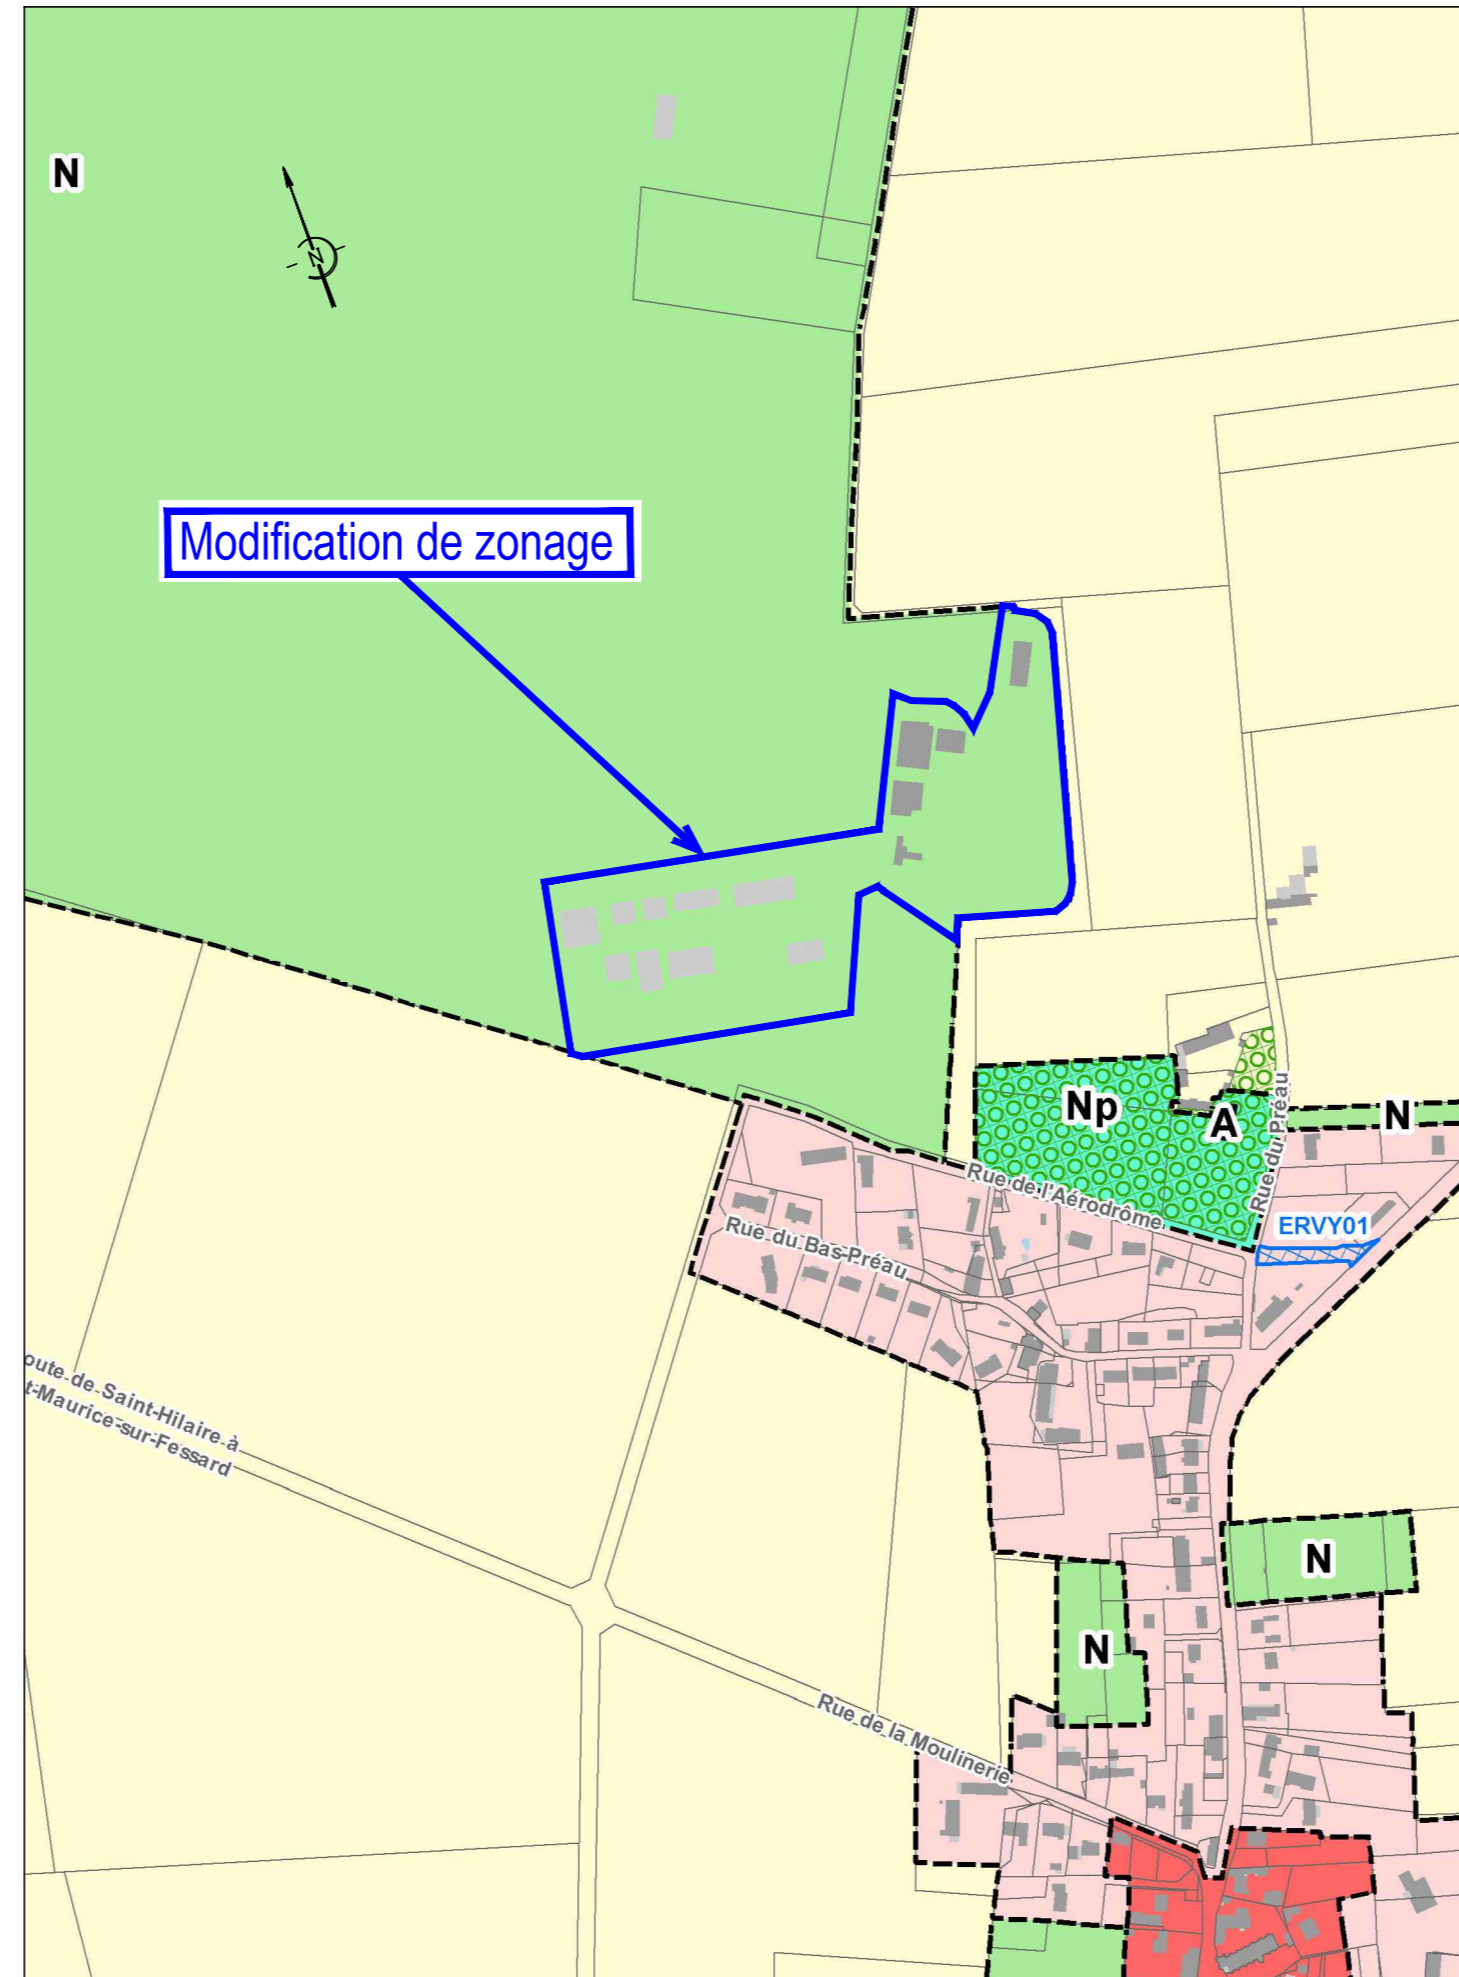 N
N
Modification de zonage
Np
A
N
Rue du Préau
Rue de l'Aérodrôme
ERVY01
Rue du Bas-Préau
oute de Saint-Hilaire à
t-Maurice-sur-Fessard
N
N
Rue de la Moulinerie